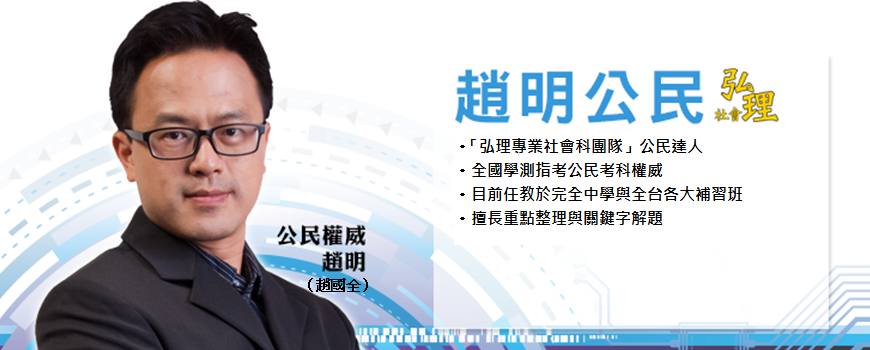 趙明公民
弘理
社會
•「弘理專業社會科團隊」公民達人
• 全國學測指考公民考科權威
• 目前任教於完全中學與全台各大補習班
• 擅長重點整理與關鍵字解題
公民權威
趙明
（趙國全）